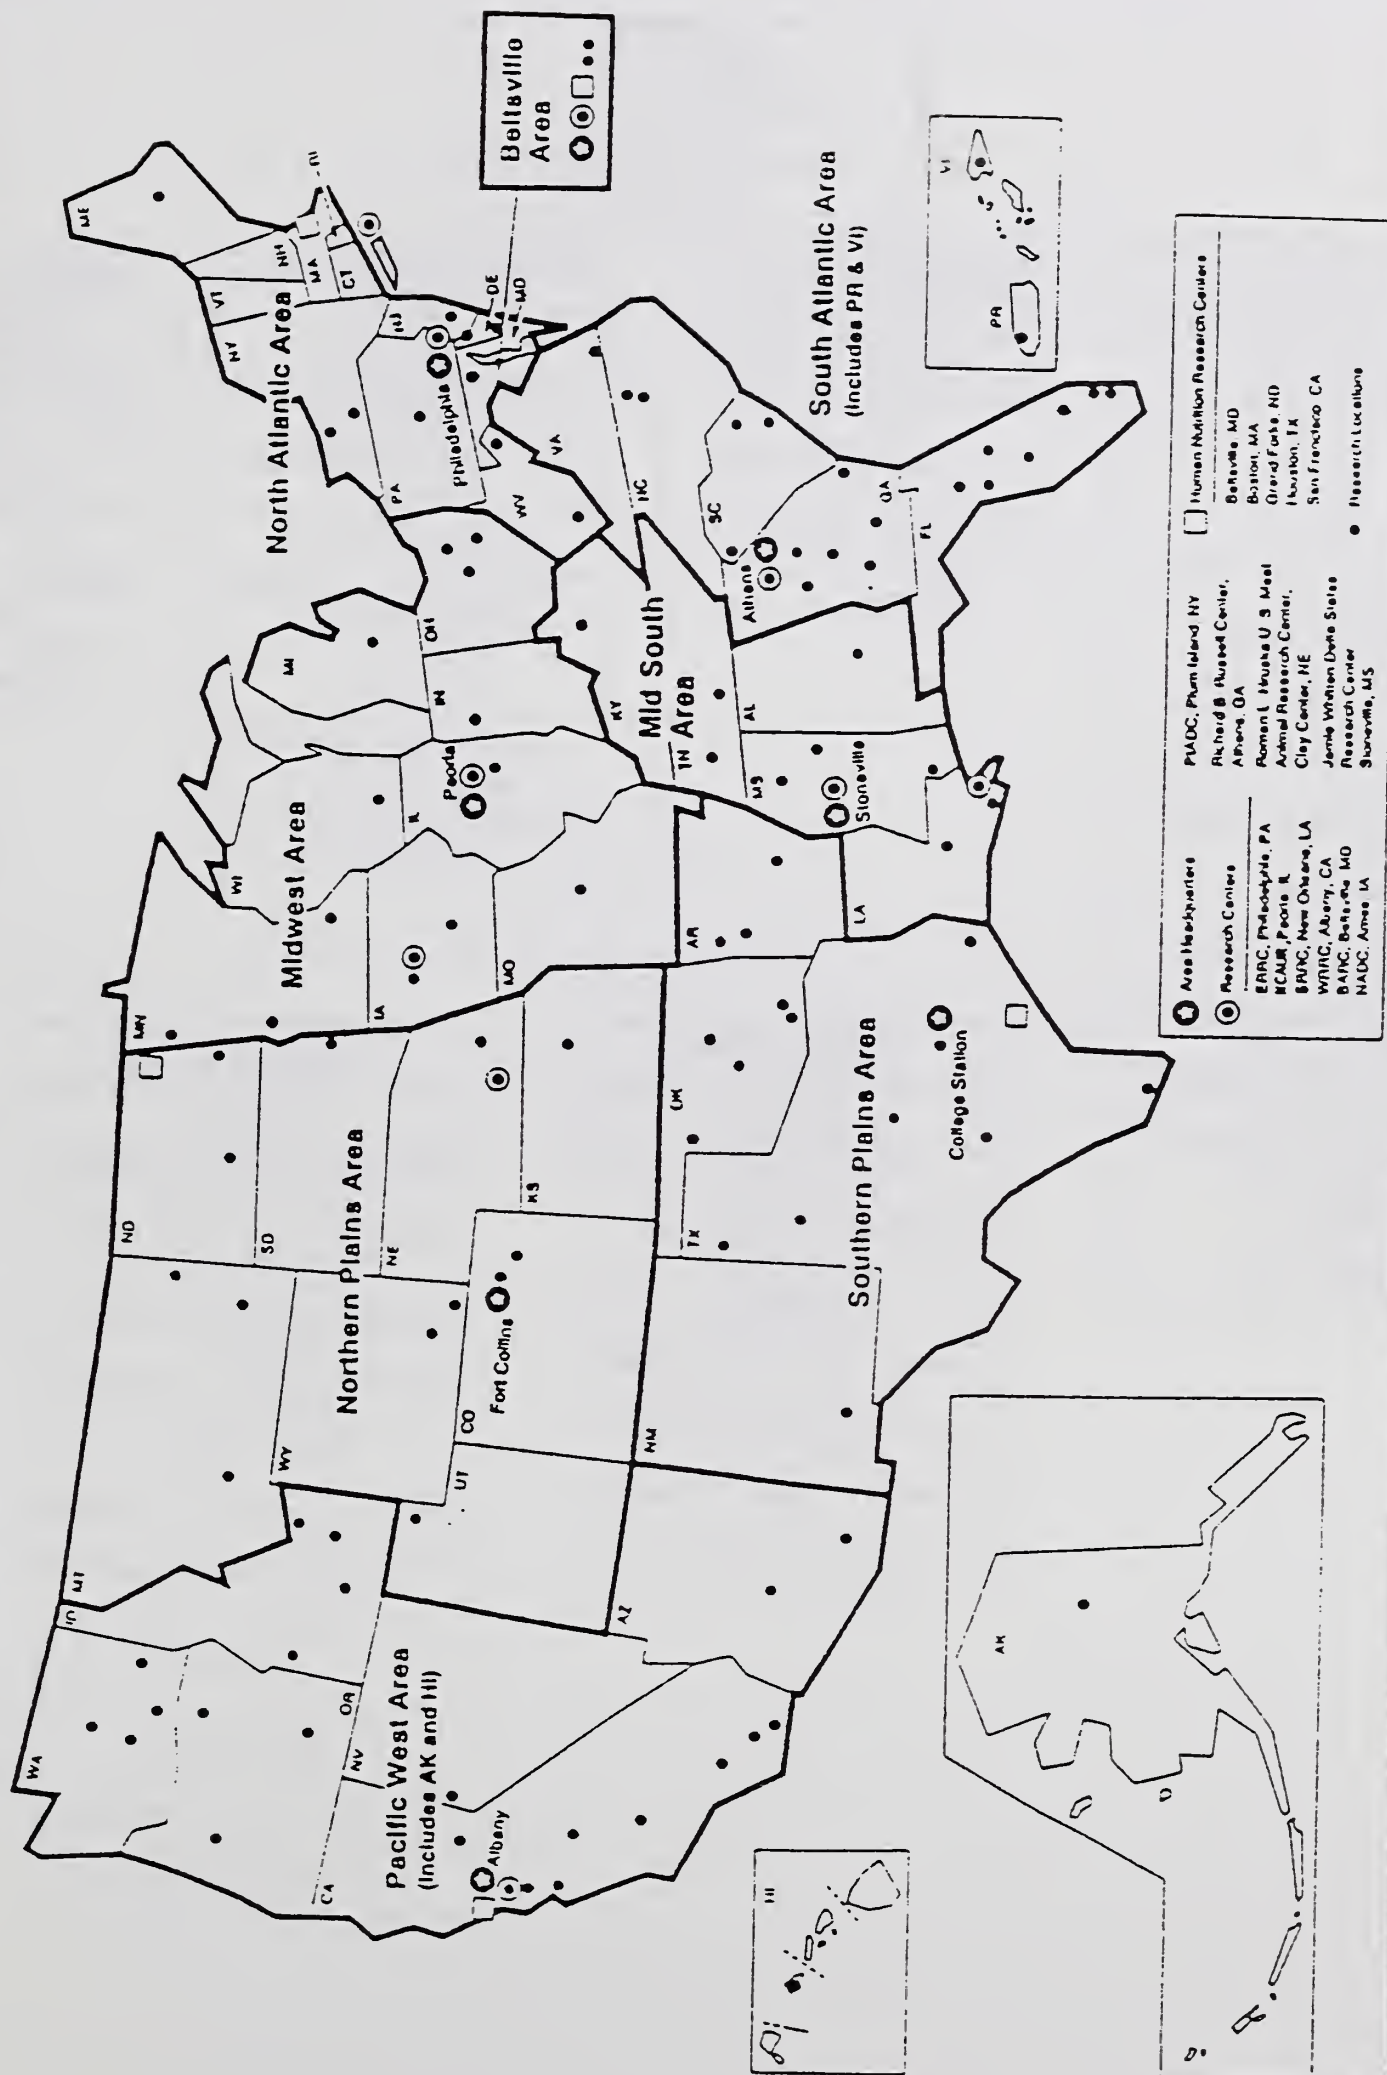 WA
MT
ID
OR
NV
CA
Pacific West Area
(Includes AK and HI)
Albany
ND
SD
WY
NE
Northern Plains Area
CO
Fort Collins
UT
KS
AZ
NM
MN
WI
MI
Midwest Area
IA
IL
Peoria
MO
IN
OH
ME
VT
NH
NY
MA
CT
RI
North Atlantic Area
PA
NJ
Philadelphia
DE
MD
WV
VA
Beltsville
Area
KY
Mid South
Area
TN
MS
AL
Stoneville
AR
LA
OK
TX
Southern Plains Area
College Station
NC
SC
Athens
GA
FL
South Atlantic Area
(Includes PR & VI)
PR
VI
HI
AK
Area Headquarters
Research Centers
ERRC, Philadelphia, PA
NCAUR, Peoria IL
SRRC, New Orleans, LA
WRRC, Albany, CA
BARC, Beltsville MD
NADC, Ames IA
PIADC, Plum Island, NY
Richard B Russell Center,
Athens, GA
Roman L Hruska U S Meat
Animal Research Center,
Clay Center, NE
Jamie Whitten Delta States
Research Center
Stoneville, MS
Human Nutrition Research Centers
Beltsville, MD
Boston, MA
Grand Forks, ND
Houston, TX
San Francisco CA
Research Locations